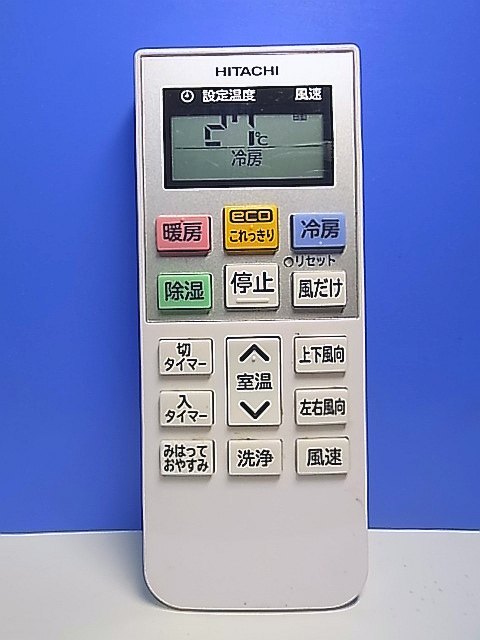 HITACHI
設定温度 風速
27℃
冷房
暖房
eco
これっきり
冷房
リセット
除湿
停止
風だけ
切
タイマー
室温
上下風向
入
タイマー
左右風向
みはって
おやすみ
洗浄
風速